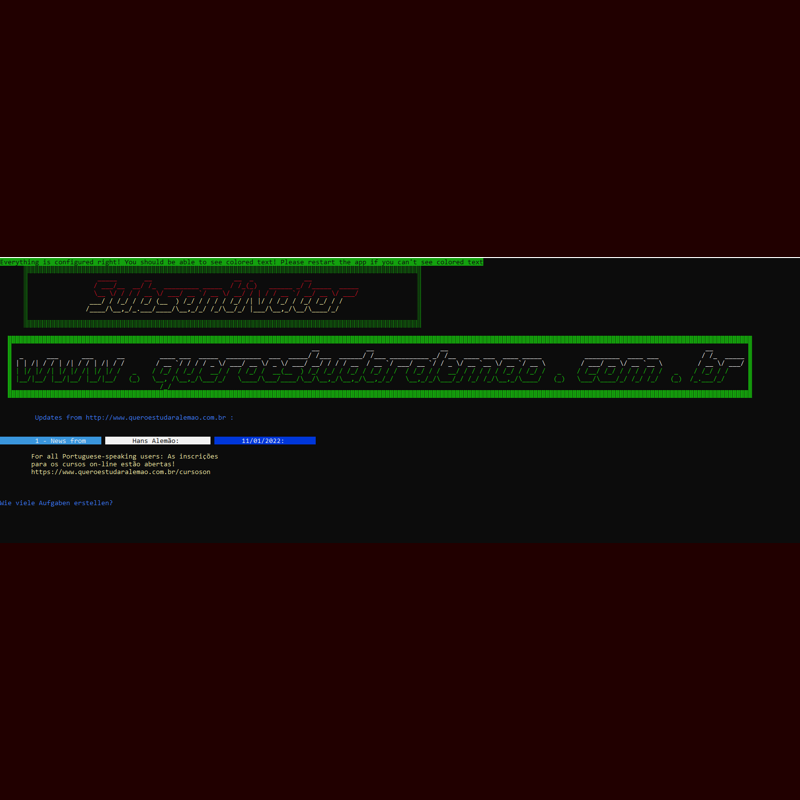 Everything is configured right! You should be able to see colored text! Please restart the app if you can't see colored text
www.queroestudaralemao.com.br
Updates from http://www.queroestudaralemao.com.br :
1 - News from Hans Alemão: 11/01/2022:
For all Portuguese-speaking users: As inscrições
para os cursos on-line estão abertas!
https://www.queroestudaralemao.com.br/cursoson
Wie viele Aufgaben erstellen?